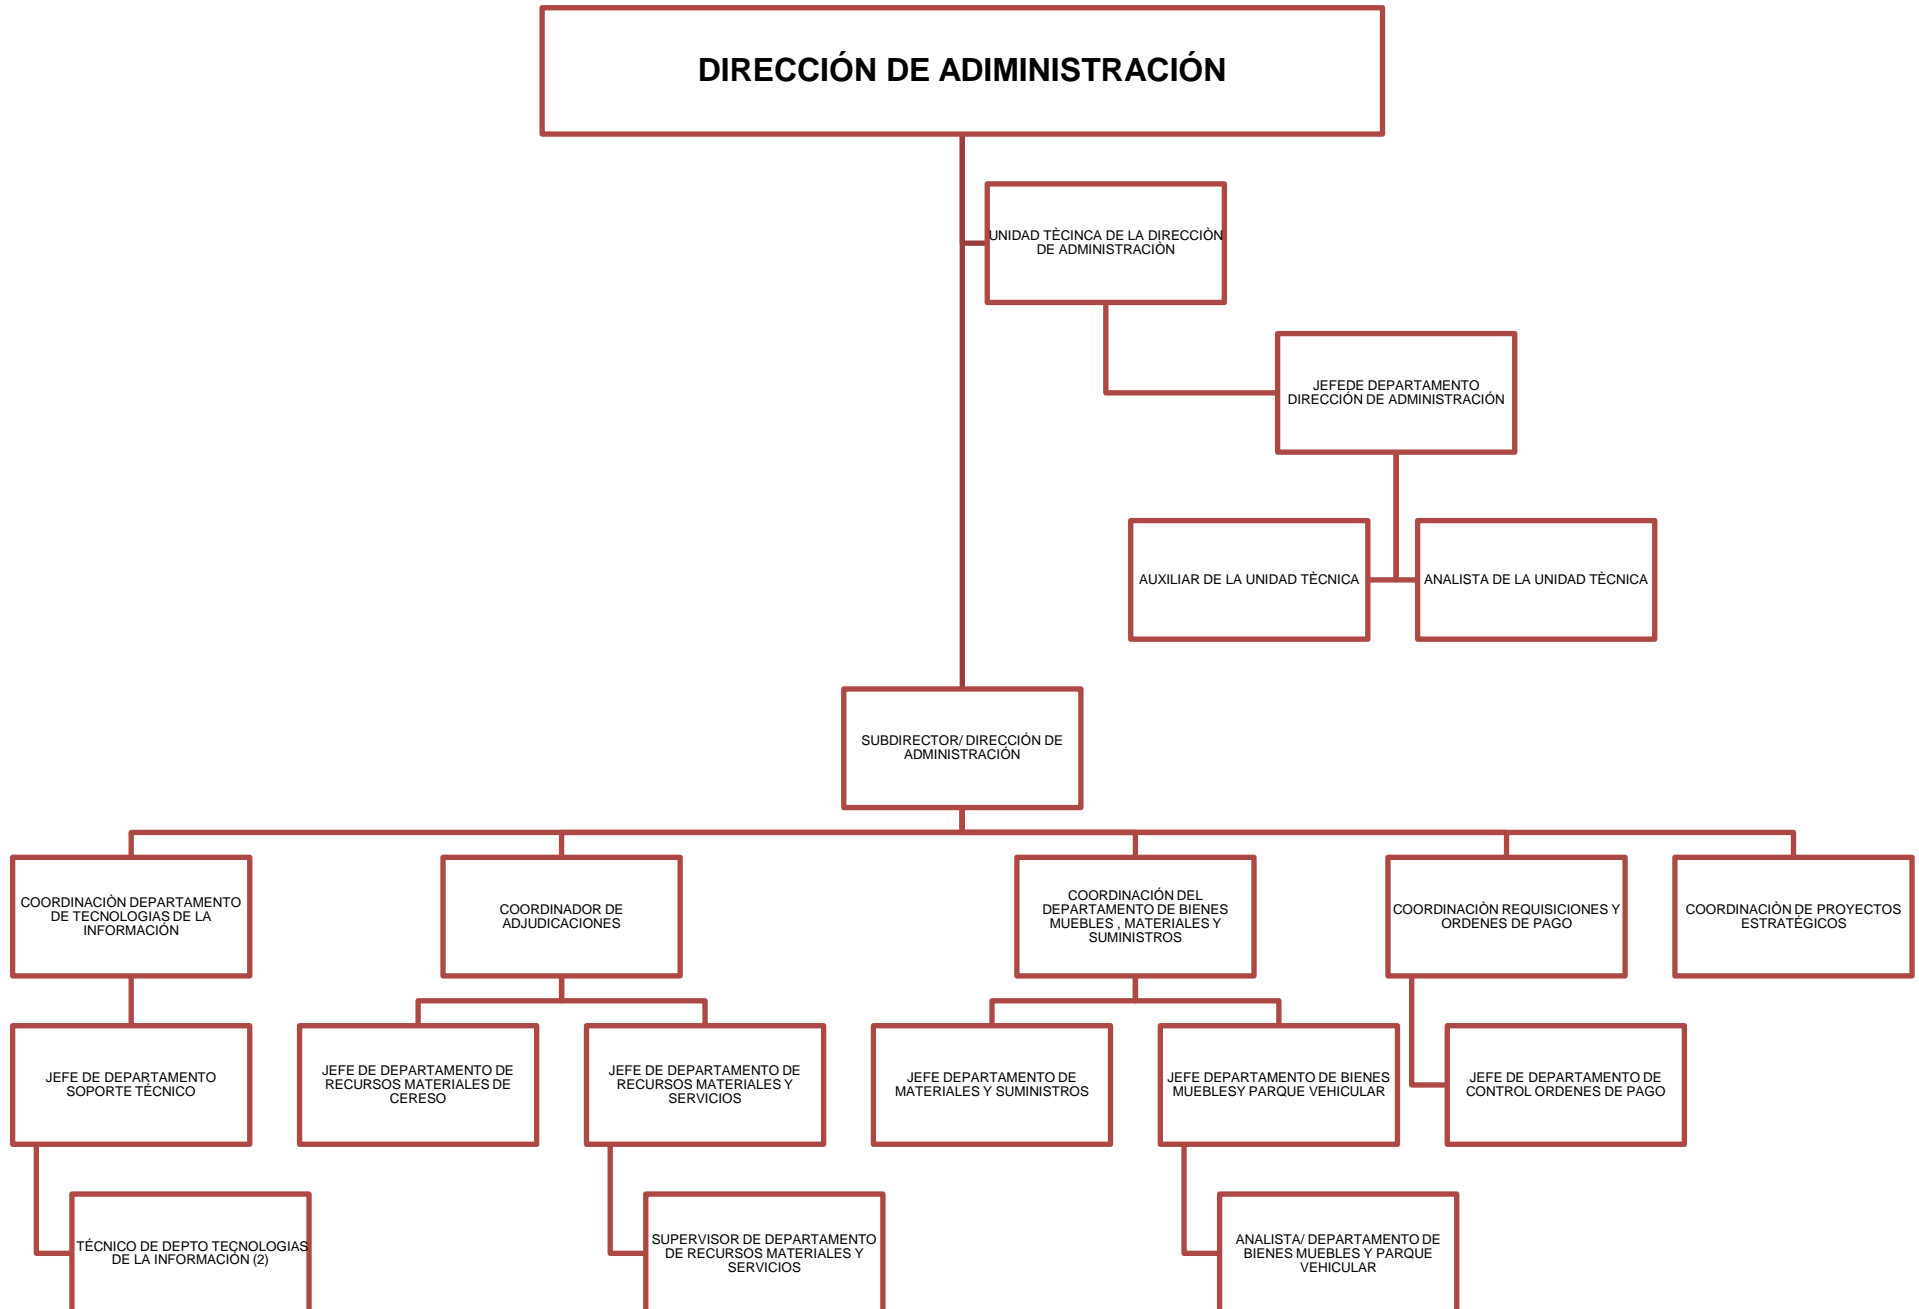 DIRECCIÓN DE ADIMINISTRACIÓN
UNIDAD TÈCINCA DE LA DIRECCIÒN
DE ADMINISTRACIÒN
JEFEDE DEPARTAMENTO
DIRECCIÓN DE ADMINISTRACIÓN
AUXILIAR DE LA UNIDAD TÈCNICA
ANALISTA DE LA UNIDAD TÈCNICA
SUBDIRECTOR/ DIRECCIÓN DE
ADMINISTRACIÓN
COORDINACIÒN DEPARTAMENTO
DE TECNOLOGIAS DE LA
INFORMACIÓN
COORDINADOR DE
ADJUDICACIONES
COORDINACIÓN DEL
DEPARTAMENTO DE BIENES
MUEBLES , MATERIALES Y
SUMINISTROS
COORDINACIÒN REQUISICIONES Y
ORDENES DE PAGO
COORDINACIÒN DE PROYECTOS
ESTRATÉGICOS
JEFE DE DEPARTAMENTO
SOPORTE TÉCNICO
JEFE DE DEPARTAMENTO DE
RECURSOS MATERIALES DE
CERESO
JEFE DE DEPARTAMENTO DE
RECURSOS MATERIALES Y
SERVICIOS
JEFE DEPARTAMENTO DE
MATERIALES Y SUMINISTROS
JEFE DEPARTAMENTO DE BIENES
MUEBLESY PARQUE VEHICULAR
JEFE DE DEPARTAMENTO DE
CONTROL ORDENES DE PAGO
TÉCNICO DE DEPTO TECNOLOGIAS
DE LA INFORMACIÓN (2)
SUPERVISOR DE DEPARTAMENTO
DE RECURSOS MATERIALES Y
SERVICIOS
ANALISTA/ DEPARTAMENTO DE
BIENES MUEBLES Y PARQUE
VEHICULAR